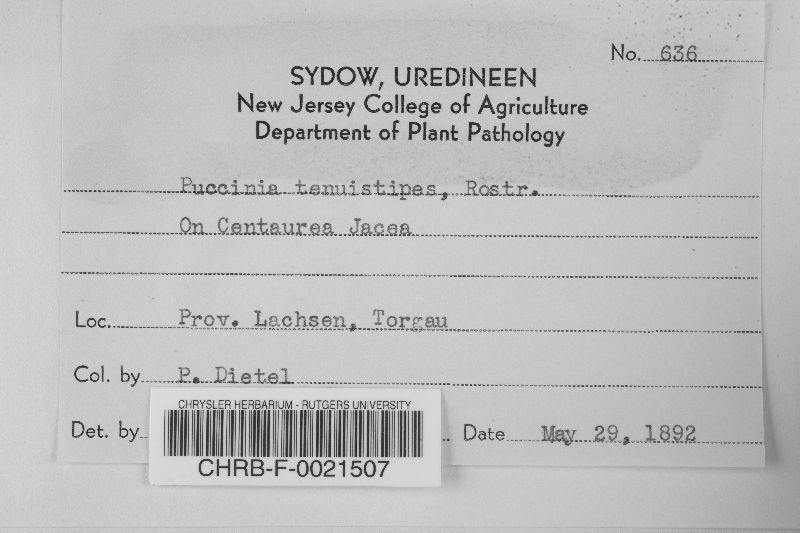 No. 636
SYDOW, UREDINEEN
New Jersey College of Agriculture
Department of Plant Pathology
Puccinia tenuistipes, Rostr.
On Centaurea Jacea
Loc. Prov. Lachsen, Torgau
Col. by P. Dietel
Det. by Date May 29, 1892
CHRYSLER HERBARIUM - RUTGERS UNIVERSITY
CHRB-F-0021507